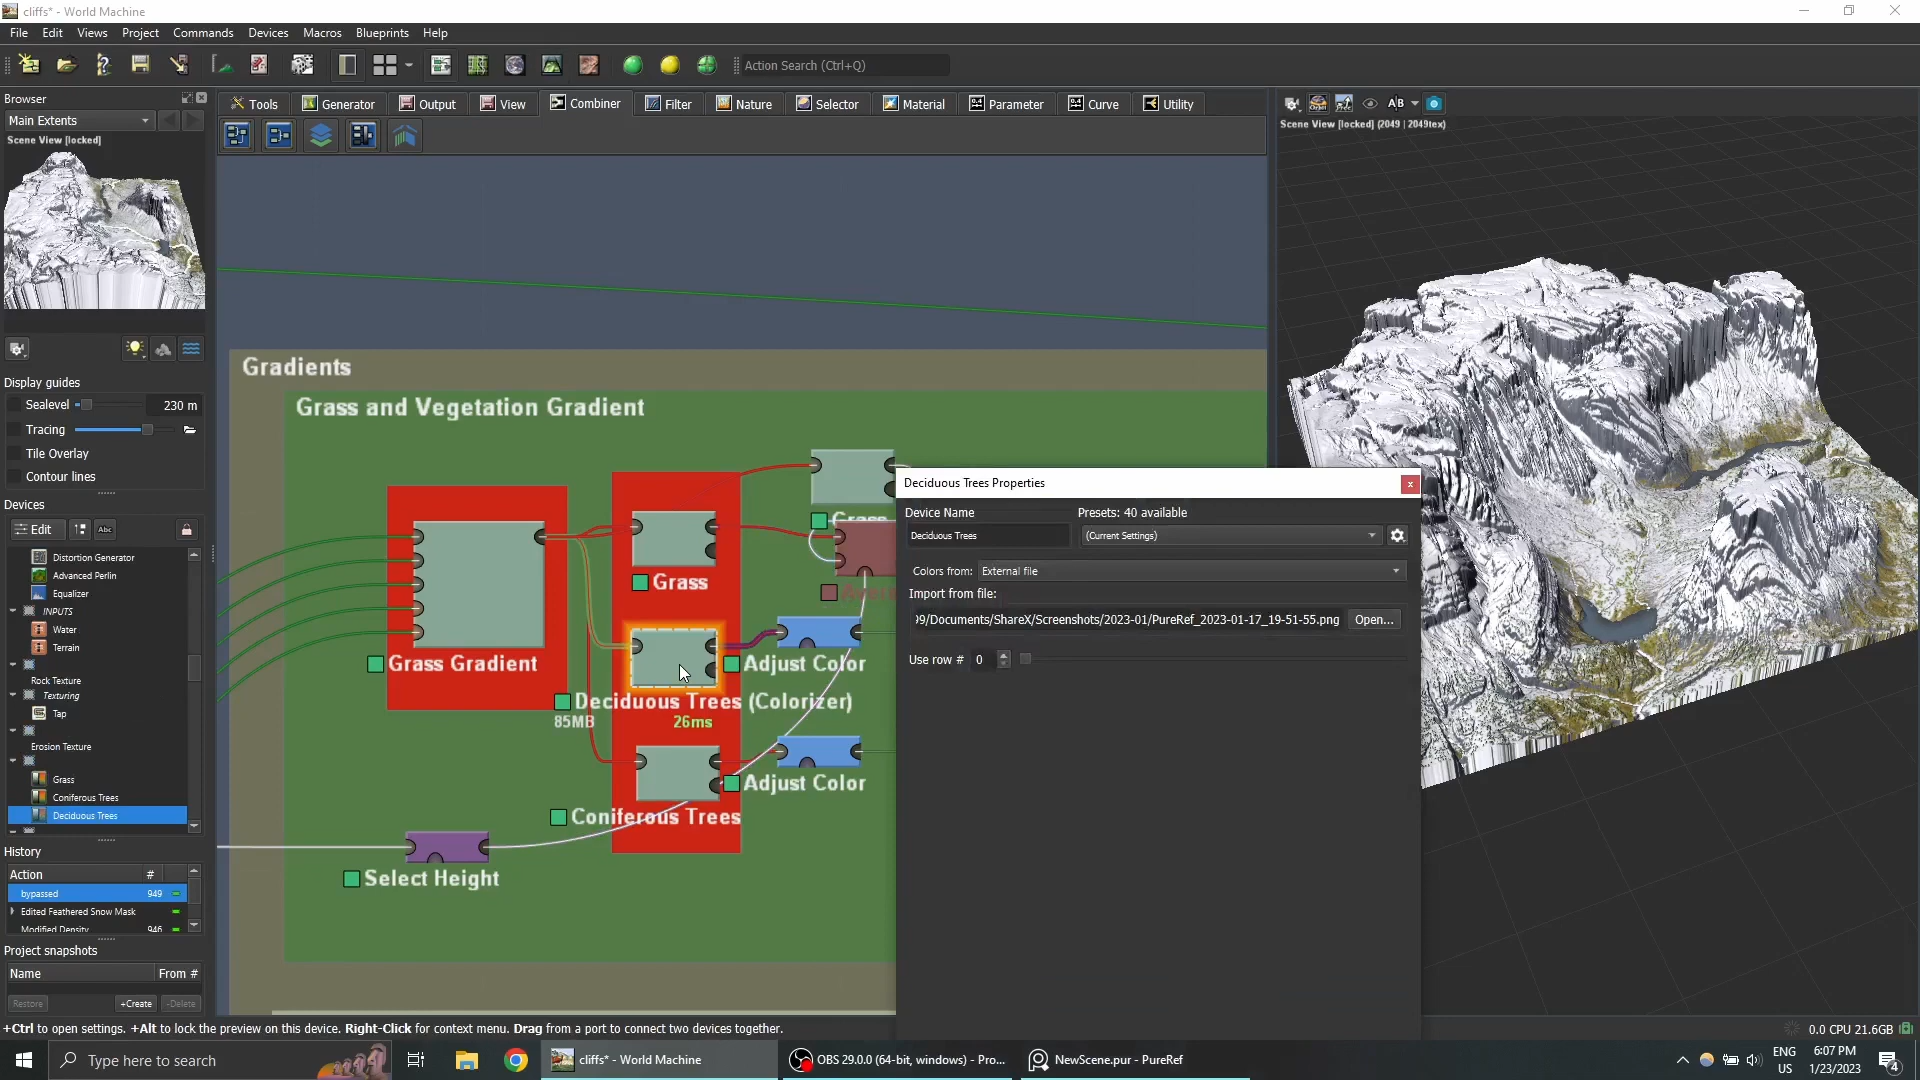 cliffs* - World Machine
File Edit Views Project Commands Devices Macros Blueprints Help
Action Search (Ctrl+Q)
Browser
Main Extents
Scene View [locked]
Tools Generator Output View Combiner Filter Nature Selector Material Parameter Curve Utility
AB
Scene View [locked] (2049 | 2049tex)
Display guides
Sealevel 230 m
Tracing
Tile Overlay
Contour lines
Devices
Edit Abc
Distortion Generator
Advanced Perlin
Equalizer
INPUTS
Water
Terrain
Rock Texture
Texturing
Tap
Erosion Texture
Grass
Coniferous Trees
Deciduous Trees
History
Action #
bypassed 949
Edited Feathered Snow Mask
Modified Density 946
Project snapshots
Name From #
Restore +Create -Delete
Gradients
Grass and Vegetation Gradient
Grass Gradient
Grass
Grass
Adjust Color
Deciduous Trees (Colorizer)
85MB 26ms
Adjust Color
Coniferous Trees
Select Height
Deciduous Trees Properties
Device Name Presets: 40 available
Deciduous Trees (Current Settings)
Colors from: External file
Import from file:
/Documents/ShareX/Screenshots/2023-01/PureRef_2023-01-17_19-51-55.png Open...
Use row # 0
+Ctrl to open settings. +Alt to lock the preview on this device. Right-Click for context menu. Drag from a port to connect two devices together.
0.0 CPU 21.6GB
Type here to search
cliffs* - World Machine
OBS 29.0.0 (64-bit, windows) - Pro...
NewScene.pur - PureRef
ENG
US
6:07 PM
1/23/2023
4